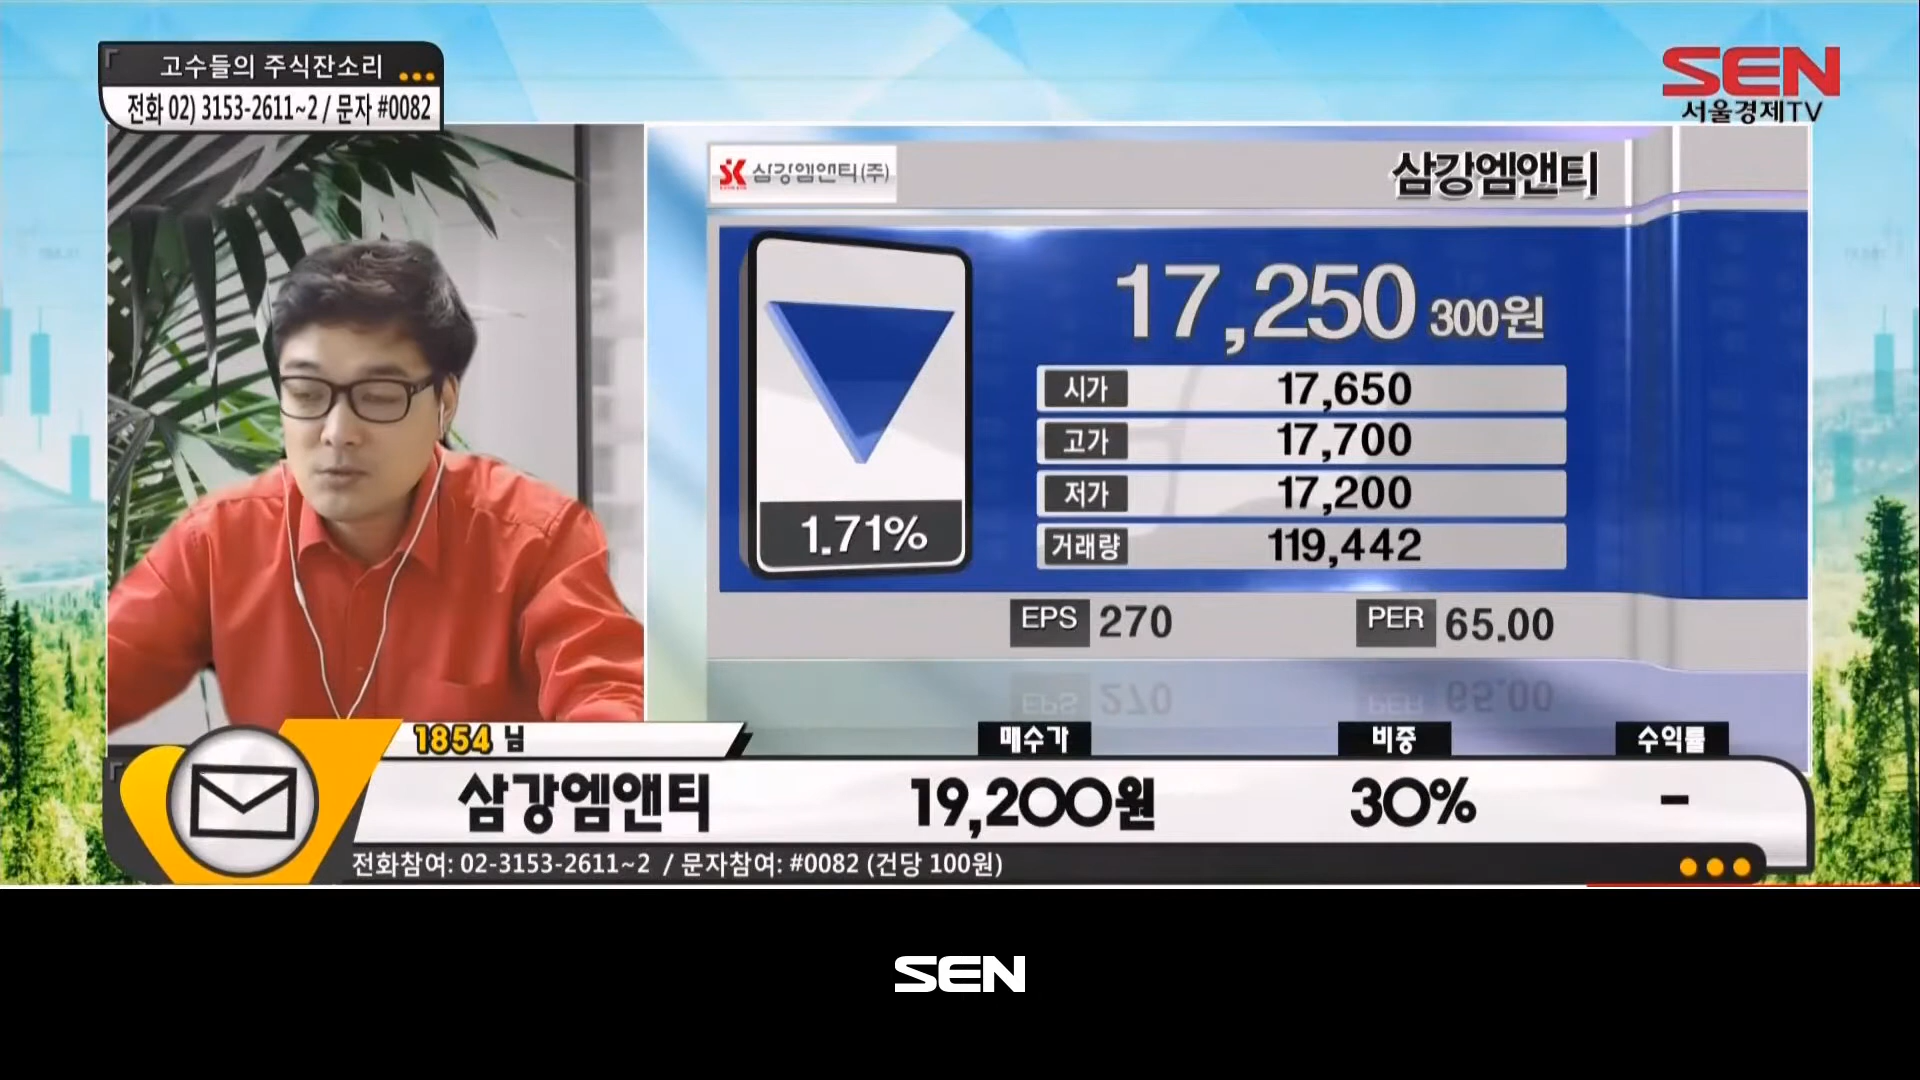 고수들의 주식잔소리
전화 02) 3153-2611~2 / 문자 #0082
SEN
서울경제TV
삼강엠앤티(주)
삼강엠앤티
17,250 300원
1.71%
시가 17,650
고가 17,700
저가 17,200
거래량 119,442
EPS 270 PER 65.00
1854 님
매수가 비중 수익률
삼강엠앤티 19,200원 30% -
전화참여: 02-3153-2611~2 / 문자참여: #0082 (건당 100원)
SEN